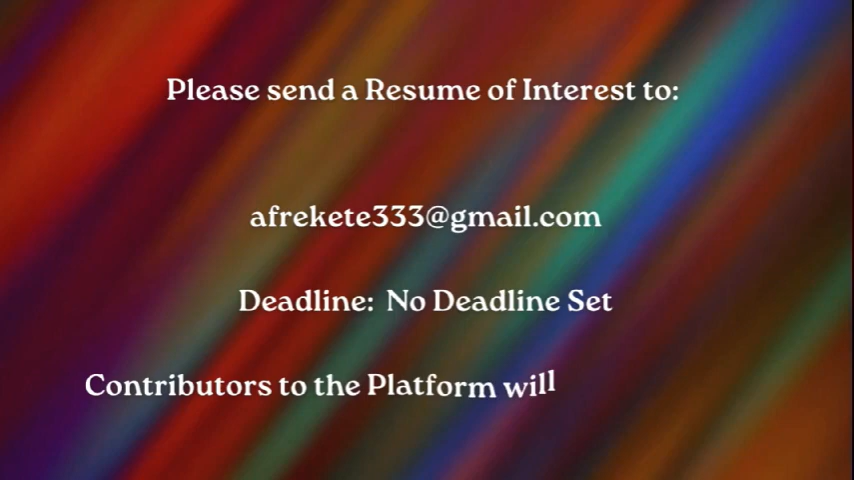 Please send a Resume of Interest to:
afrekete333@gmail.com
Deadline: No Deadline Set
Contributors to the Platform will